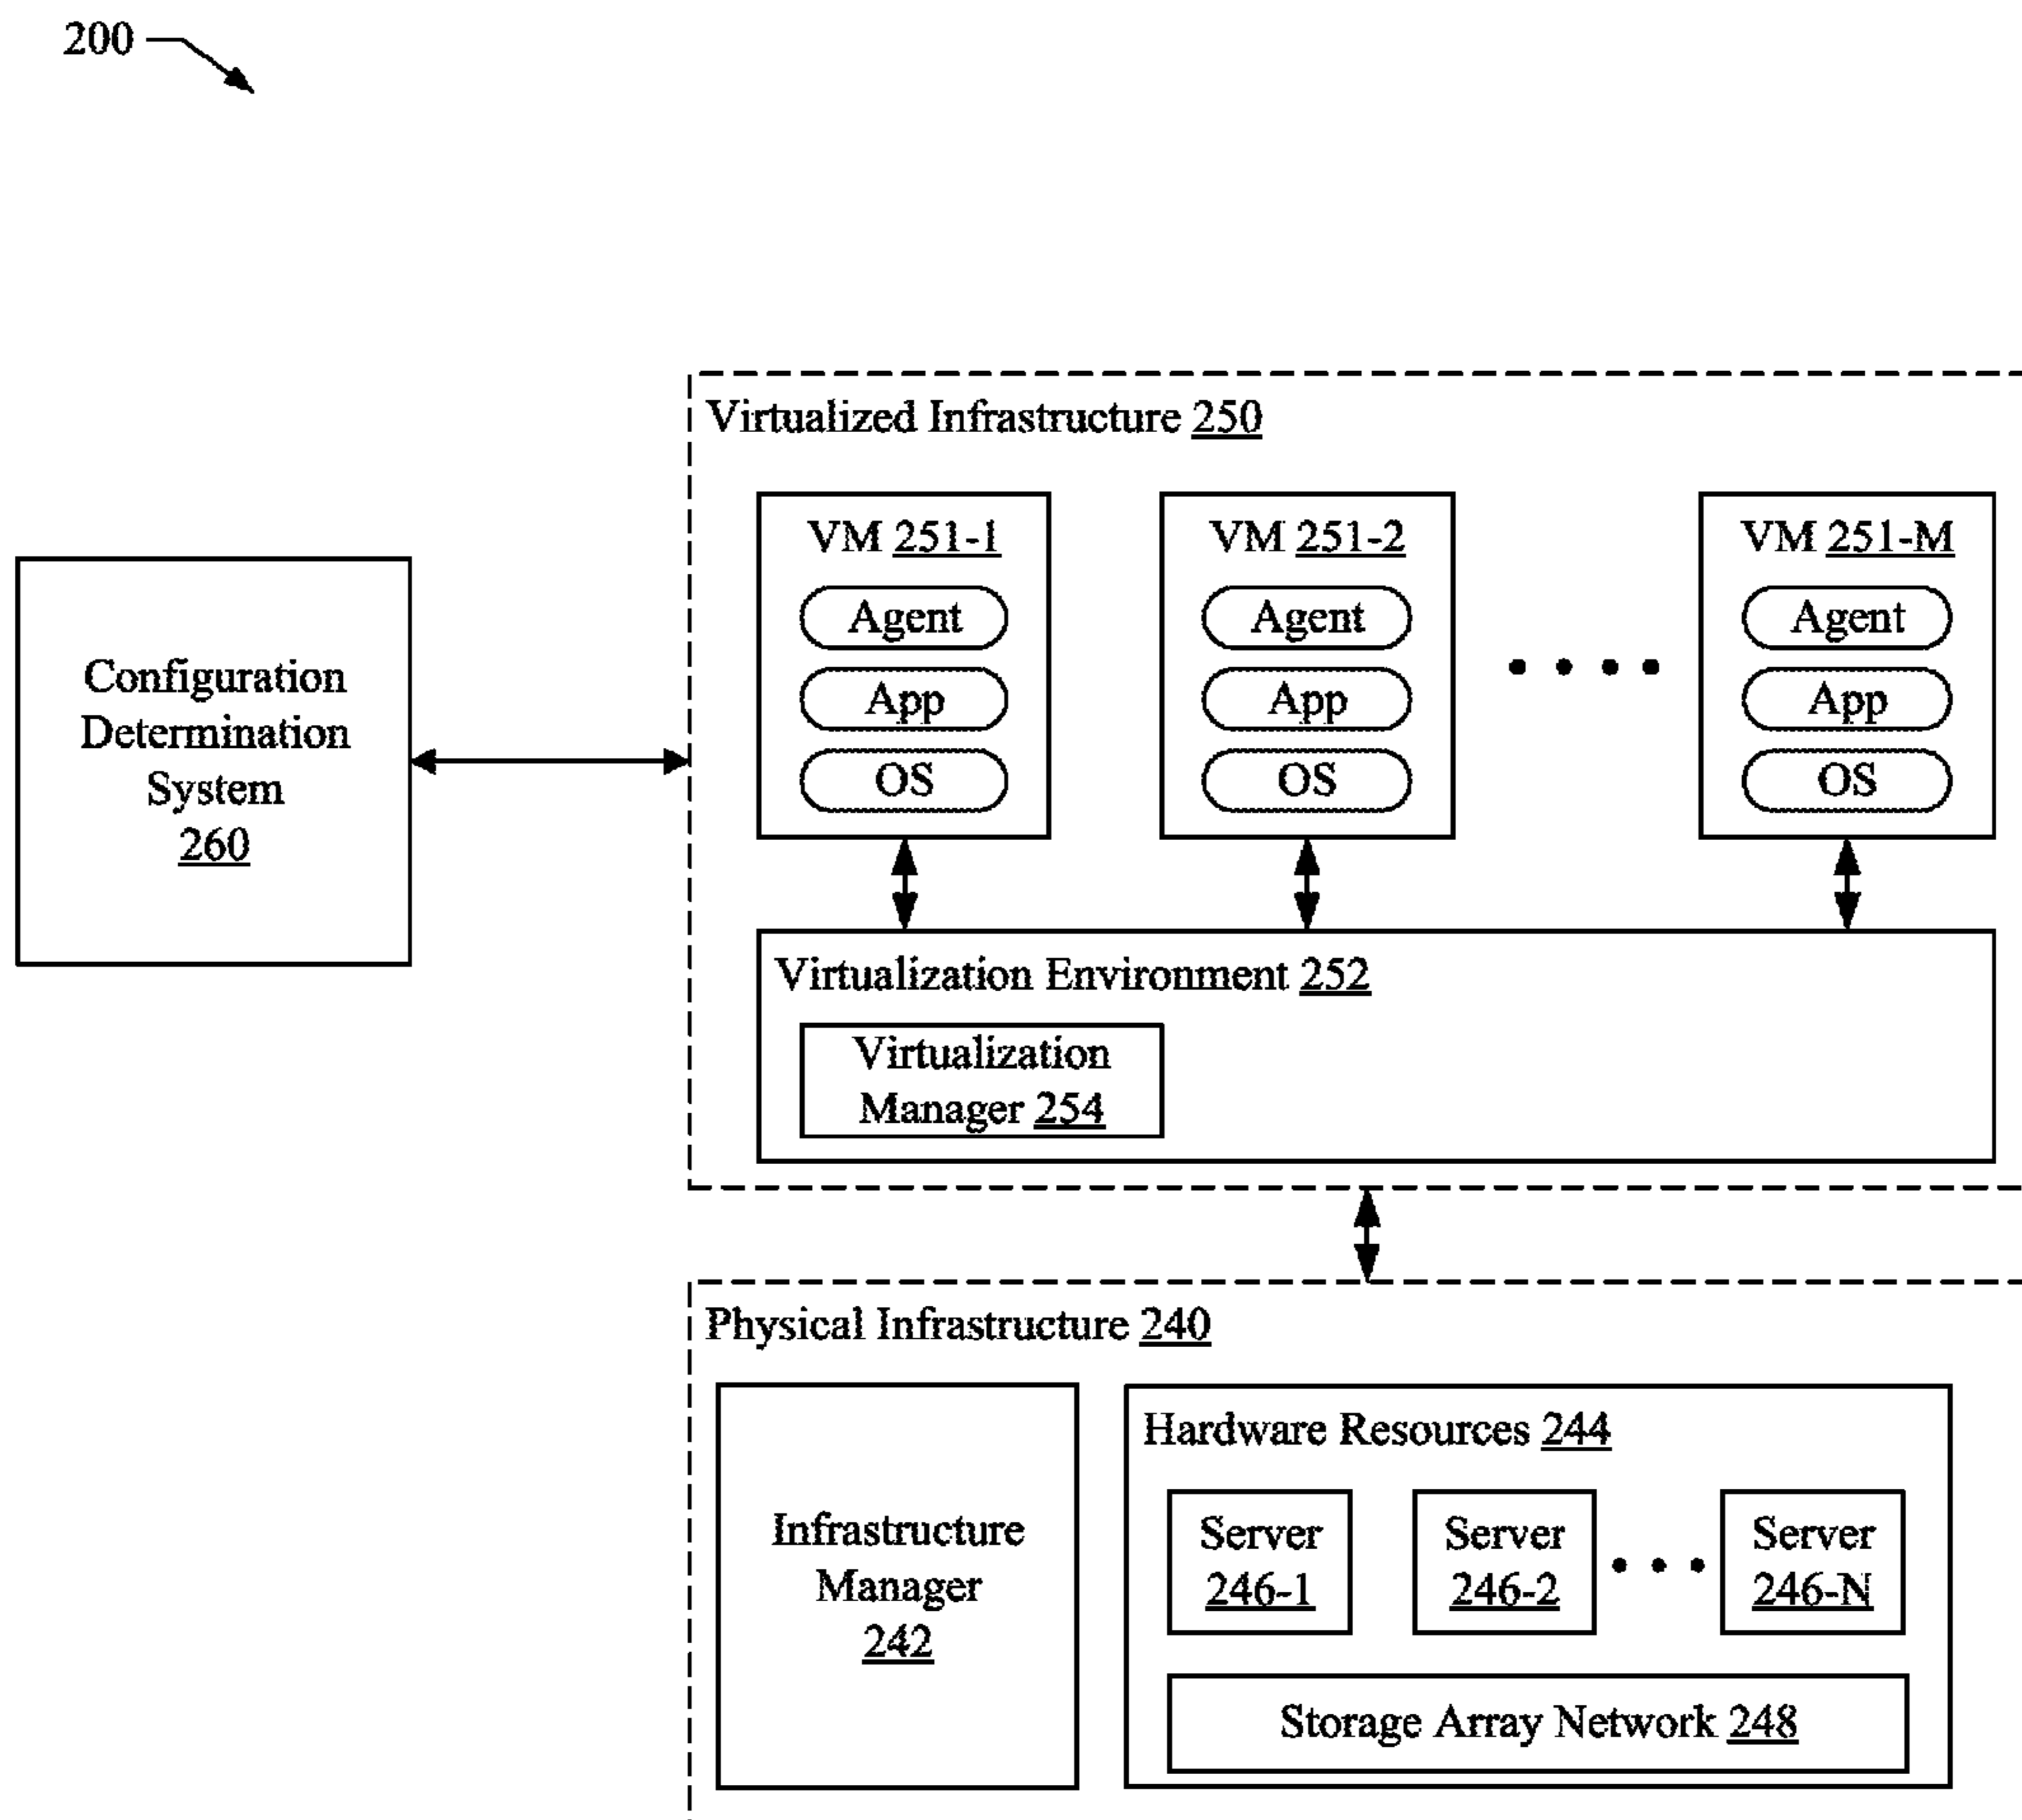 200
Virtualized Infrastructure 250
VM 251-1
Agent
App
OS
VM 251-2
Agent
App
OS
VM 251-M
Agent
App
OS
Configuration
Determination
System
260
Virtualization Environment 252
Virtualization
Manager 254
Physical Infrastructure 240
Infrastructure
Manager
242
Hardware Resources 244
Server
246-1
Server
246-2
Server
246-N
Storage Array Network 248